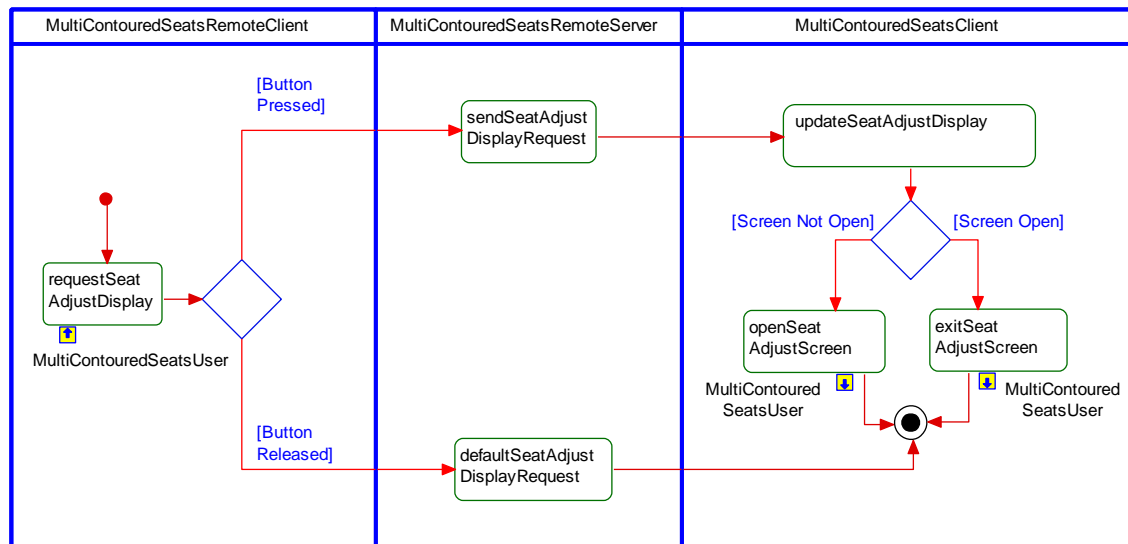 MultiContouredSeatsRemoteClient
MultiContouredSeatsRemoteServer
MultiContouredSeatsClient
[Button
Pressed]
sendSeatAdjust
DisplayRequest
updateSeatAdjustDisplay
[Screen Not Open]
[Screen Open]
requestSeat
AdjustDisplay
MultiContouredSeatsUser
openSeat
AdjustScreen
exitSeat
AdjustScreen
MultiContoured
SeatsUser
MultiContoured
SeatsUser
[Button
Released]
defaultSeatAdjust
DisplayRequest